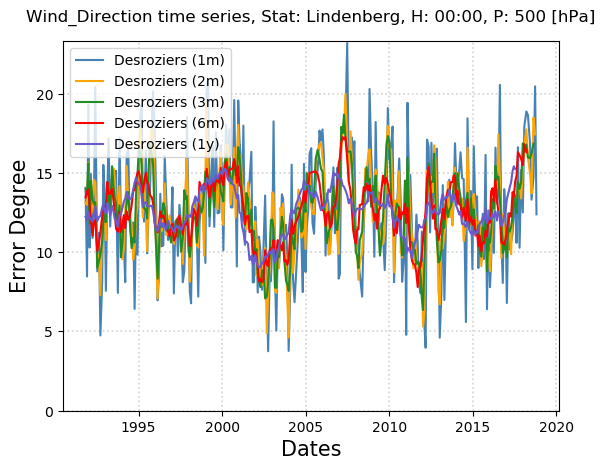 Wind_Direction time series, Stat: Lindenberg, H: 00:00, P: 500 [hPa]
Desroziers (1m)
Desroziers (2m)
Desroziers (3m)
Desroziers (6m)
Desroziers (1y)
Error Degree
20
15
10
5
0
1995
2000
2005
2010
2015
2020
Dates